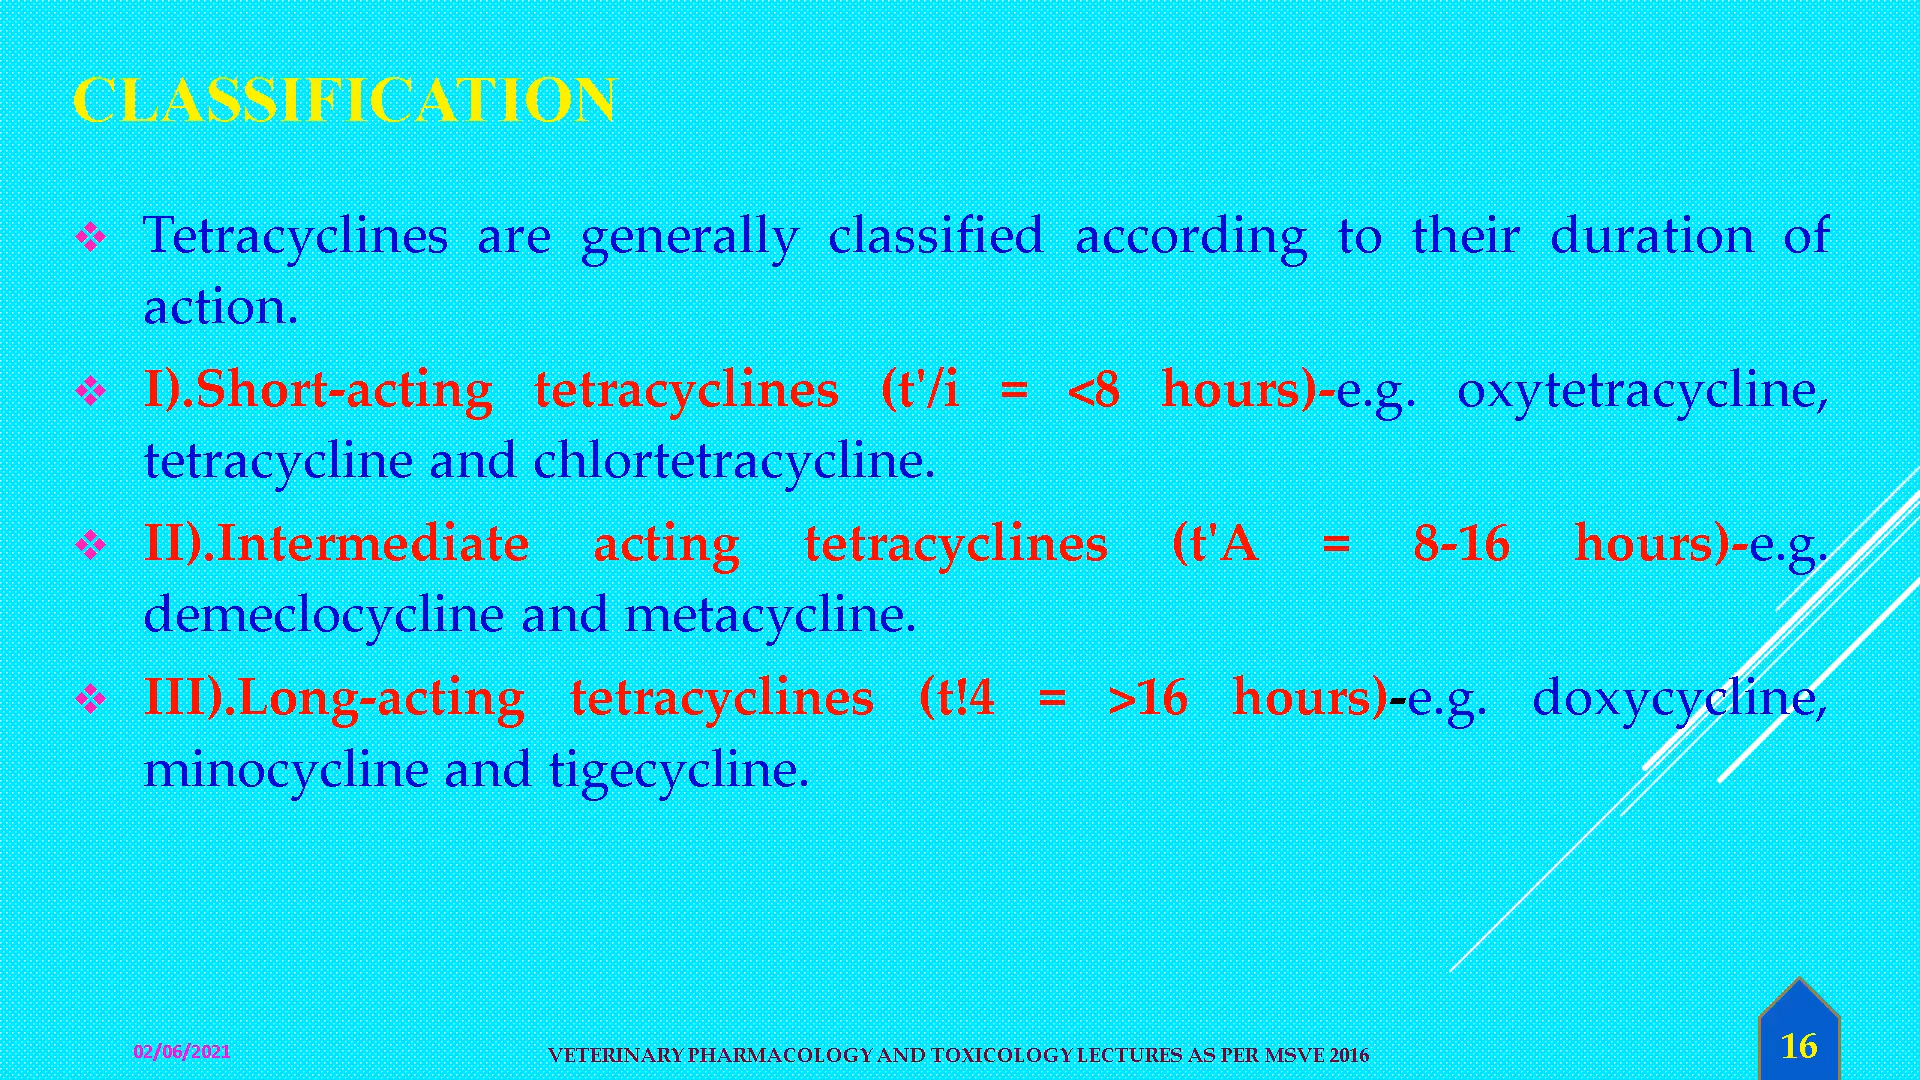 CLASSIFICATION
❖ Tetracyclines are generally classified according to their duration of
action.
❖ I).Short-acting tetracyclines (t'/i = <8 hours)-e.g. oxytetracycline,
tetracycline and chlortetracycline.
❖ II).Intermediate acting tetracyclines (t'A = 8-16 hours)-e.g.
demeclocycline and metacycline.
❖ III).Long-acting tetracyclines (t!4 = >16 hours)-e.g. doxycycline,
minocycline and tigecycline.
02/06/2021
VETERINARY PHARMACOLOGY AND TOXICOLOGY LECTURES AS PER MSVE 2016
16